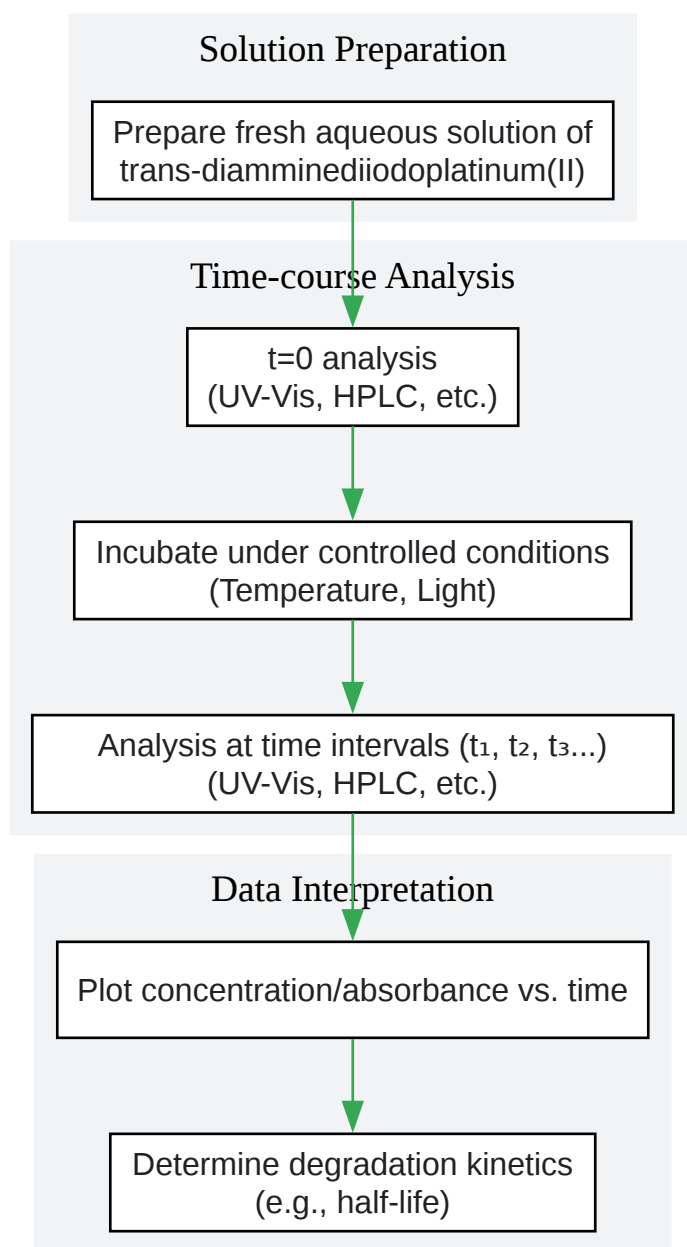 Solution Preparation
Prepare fresh aqueous solution of
trans-diamminediiodoplatinum(II)
Time-course Analysis
t=0 analysis
(UV-Vis, HPLC, etc.)
Incubate under controlled conditions
(Temperature, Light)
Analysis at time intervals (t₁, t₂, t₃...)
(UV-Vis, HPLC, etc.)
Data Interpretation
Plot concentration/absorbance vs. time
Determine degradation kinetics
(e.g., half-life)